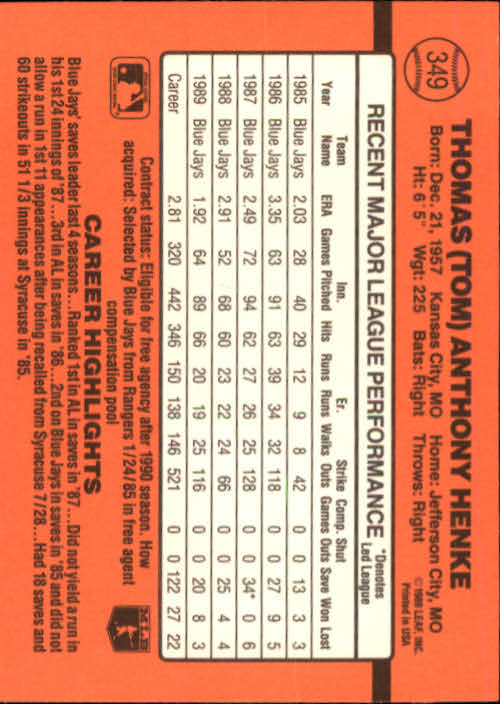 349
THOMAS (TOM) ANTHONY HENKE
Born: Dec. 21, 1957 Kansas City, MO Home: Jefferson City, MO
Ht: 6' 5" Wgt: 225 Bats: Right Throws: Right
©1989 LEAF, INC.
Printed in USA
RECENT MAJOR LEAGUE PERFORMANCE *Denotes Led League
Year Team Name ERA Games Inn. Pitched Hits Runs Er. Runs Walks Strike Outs Comp. Games Shut Outs Save Won Lost
1985 Blue Jays 2.03 28 40 29 12 9 8 42 0 0 13 3 3
1986 Blue Jays 3.35 63 91 63 39 34 32 118 0 0 27 9 5
1987 Blue Jays 2.49 72 94 62 27 26 25 128 0 0 34* 0 6
1988 Blue Jays 2.91 52 68 60 23 22 24 66 0 0 25 4 4
1989 Blue Jays 1.92 64 89 66 20 19 25 116 0 0 20 8 3
Career 2.81 320 442 346 150 138 146 521 0 0 122 27 22
Contract status: Eligible for free agency after 1990 season. How
acquired: Selected by Blue Jays from Rangers 1/24/85 in free agent
compensation pool
MLB
CAREER HIGHLIGHTS
Blue Jays' saves leader last 4 seasons...Ranked 1st in AL in saves in '87...Did not yield a run in
his 1st 24 innings of '87...3rd in AL in saves in '86...2nd on Blue Jays in saves in '85 and did not
allow a run in 1st 11 appearances after being recalled from Syracuse 7/28...Had 18 saves and
60 strikeouts in 51 1/3 innings at Syracuse in '85.